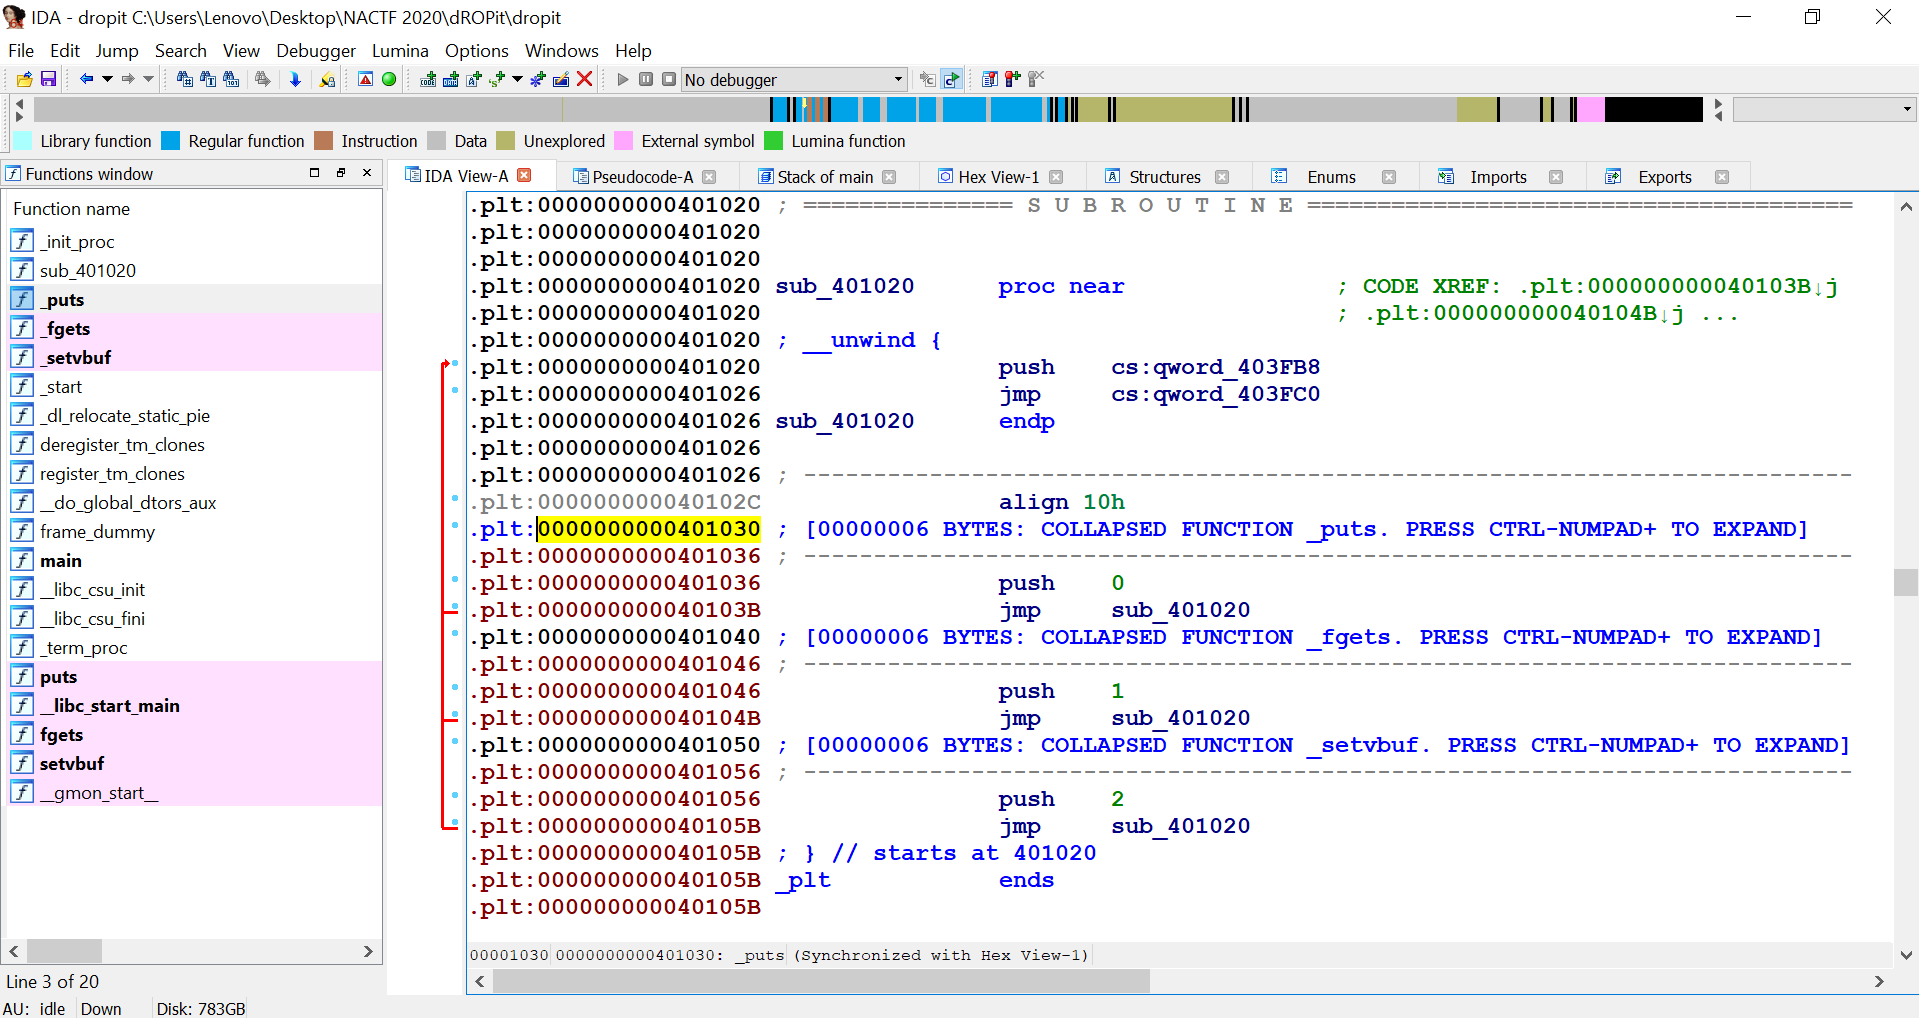 IDA - dropit C:\Users\Lenovo\Desktop\NACTF 2020\dROPit\dropit
File Edit Jump Search View Debugger Lumina Options Windows Help
No debugger
Library function Regular function Instruction Data Unexplored External symbol Lumina function
Functions window
IDA View-A Pseudocode-A Stack of main Hex View-1 Structures Enums Imports Exports
Function name
_init_proc
sub_401020
_puts
_fgets
_setvbuf
_start
_dl_relocate_static_pie
deregister_tm_clones
register_tm_clones
__do_global_dtors_aux
frame_dummy
main
__libc_csu_init
__libc_csu_fini
_term_proc
puts
__libc_start_main
fgets
setvbuf
__gmon_start__
Line 3 of 20
.plt:0000000000401020 ; =============== S U B R O U T I N E =======================================
.plt:0000000000401020
.plt:0000000000401020
.plt:0000000000401020 sub_401020 proc near ; CODE XREF: .plt:000000000040103B↓j
.plt:0000000000401020 ; .plt:000000000040104B↓j ...
.plt:0000000000401020 ; __unwind {
.plt:0000000000401020 push cs:qword_403FB8
.plt:0000000000401026 jmp cs:qword_403FC0
.plt:0000000000401026 sub_401020 endp
.plt:0000000000401026
.plt:0000000000401026 ; ---------------------------------------------------------------------------
.plt:000000000040102C align 10h
.plt:0000000000401030 ; [00000006 BYTES: COLLAPSED FUNCTION _puts. PRESS CTRL-NUMPAD+ TO EXPAND]
.plt:0000000000401036 ; ---------------------------------------------------------------------------
.plt:0000000000401036 push 0
.plt:000000000040103B jmp sub_401020
.plt:0000000000401040 ; [00000006 BYTES: COLLAPSED FUNCTION _fgets. PRESS CTRL-NUMPAD+ TO EXPAND]
.plt:0000000000401046 ; ---------------------------------------------------------------------------
.plt:0000000000401046 push 1
.plt:000000000040104B jmp sub_401020
.plt:0000000000401050 ; [00000006 BYTES: COLLAPSED FUNCTION _setvbuf. PRESS CTRL-NUMPAD+ TO EXPAND]
.plt:0000000000401056 ; ---------------------------------------------------------------------------
.plt:0000000000401056 push 2
.plt:000000000040105B jmp sub_401020
.plt:000000000040105B ; } // starts at 401020
.plt:000000000040105B _plt ends
.plt:000000000040105B
00001030 0000000000401030: _puts (Synchronized with Hex View-1)
AU: idle Down Disk: 783GB